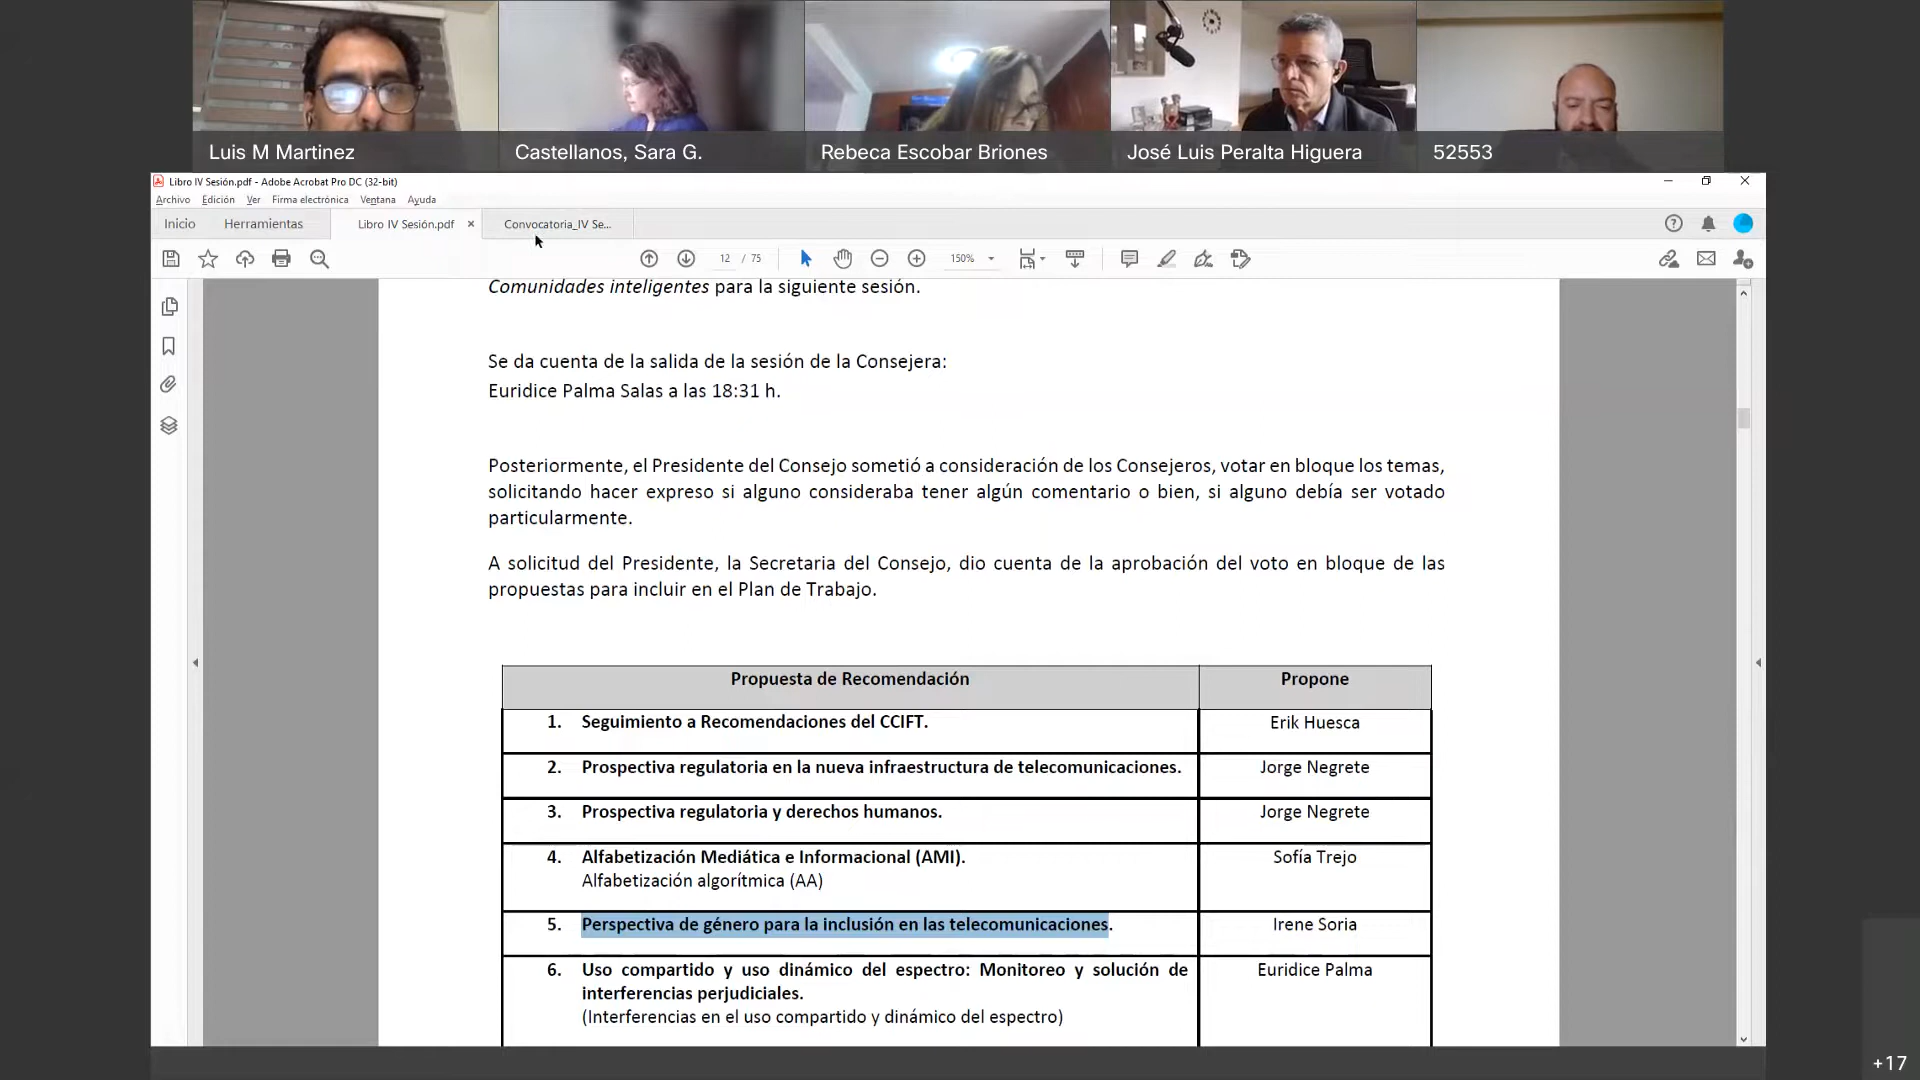 Luis M Martinez
Castellanos, Sara G.
Rebeca Escobar Briones
José Luis Peralta Higuera
52553
Libro IV Sesión.pdf - Adobe Acrobat Pro DC (32-bit)
Archivo Edición Ver Firma electrónica Ventana Ayuda
Inicio Herramientas Libro IV Sesión.pdf Convocatoria_IV Se...
12 / 75 150%
Comunidades inteligentes para la siguiente sesión.
Se da cuenta de la salida de la sesión de la Consejera:
Euridice Palma Salas a las 18:31 h.
Posteriormente, el Presidente del Consejo sometió a consideración de los Consejeros, votar en bloque los temas,
solicitando hacer expreso si alguno consideraba tener algún comentario o bien, si alguno debía ser votado
particularmente.
A solicitud del Presidente, la Secretaria del Consejo, dio cuenta de la aprobación del voto en bloque de las
propuestas para incluir en el Plan de Trabajo.
Propuesta de Recomendación Propone
1. Seguimiento a Recomendaciones del CCIFT. Erik Huesca
2. Prospectiva regulatoria en la nueva infraestructura de telecomunicaciones. Jorge Negrete
3. Prospectiva regulatoria y derechos humanos. Jorge Negrete
4. Alfabetización Mediática e Informacional (AMI). Sofía Trejo
Alfabetización algorítmica (AA)
5. Perspectiva de género para la inclusión en las telecomunicaciones. Irene Soria
6. Uso compartido y uso dinámico del espectro: Monitoreo y solución de Euridice Palma
interferencias perjudiciales.
(Interferencias en el uso compartido y dinámico del espectro)
+17